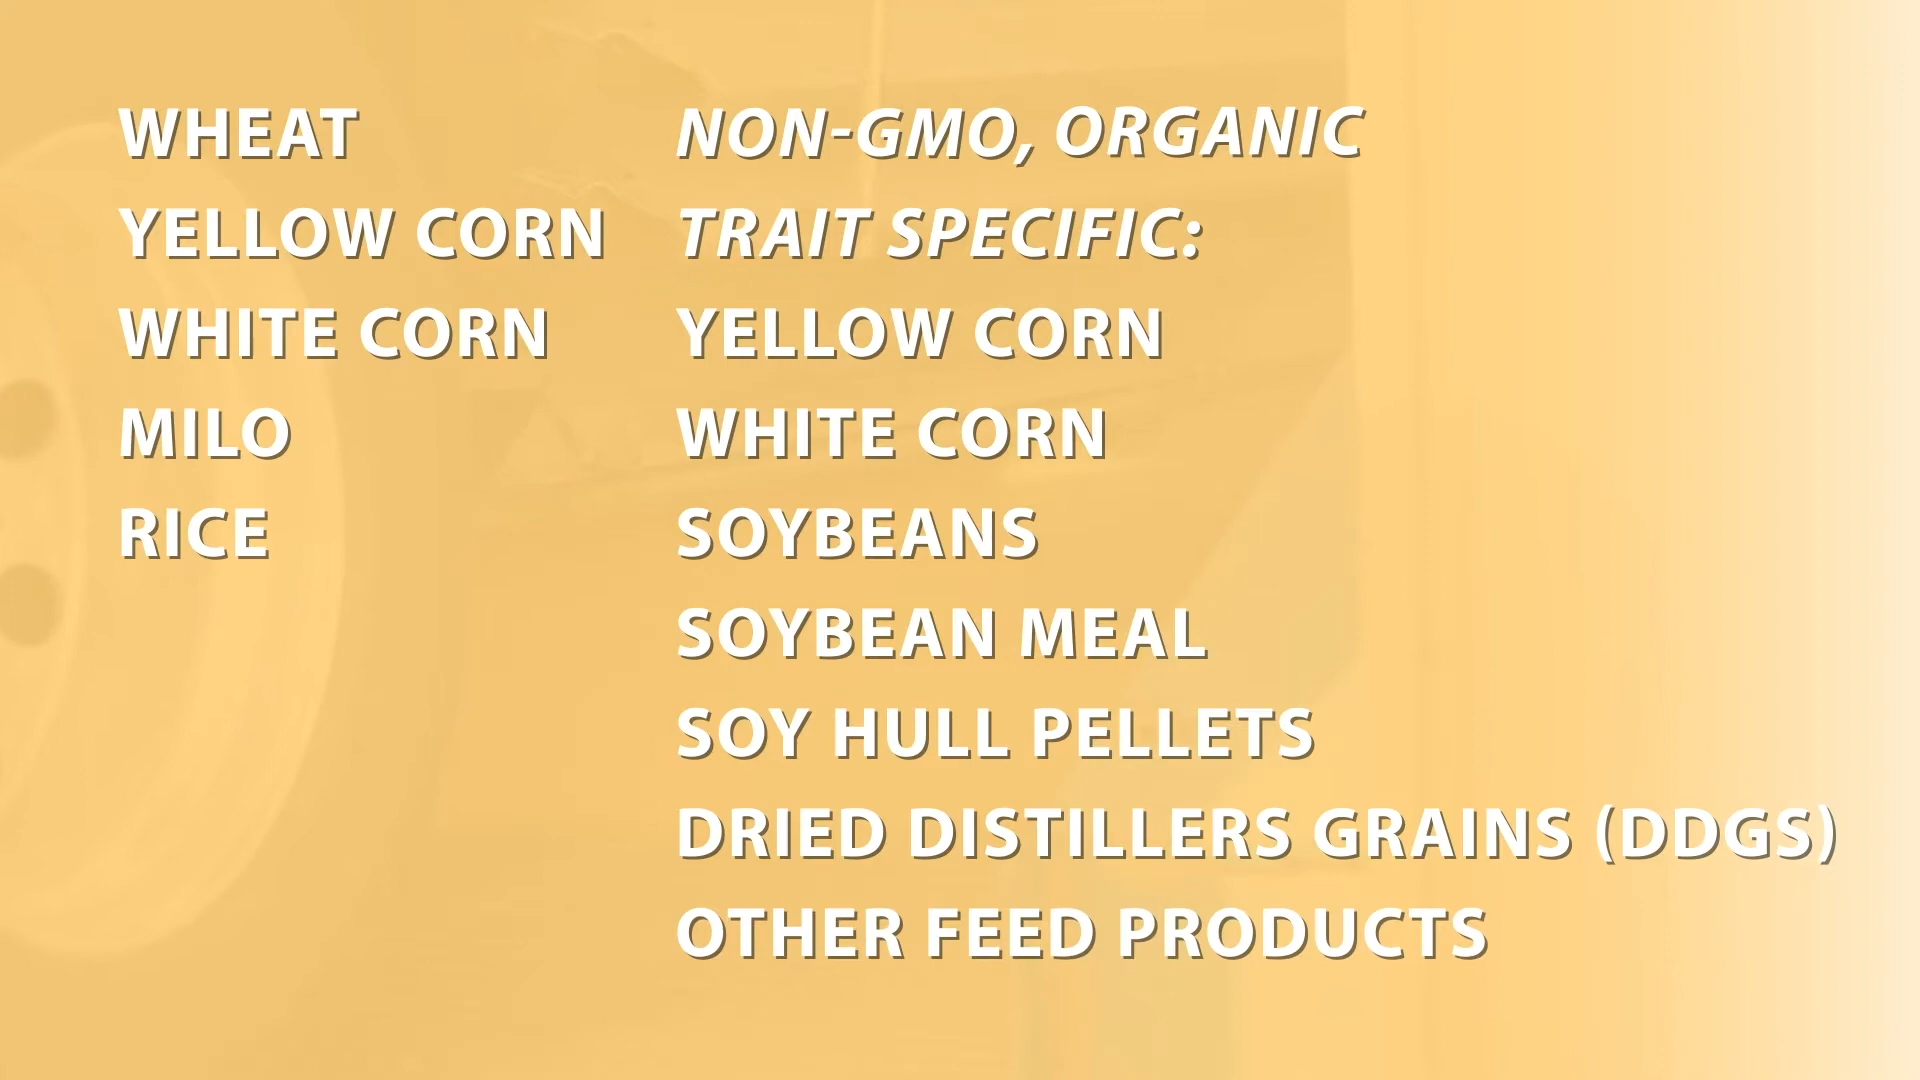 WHEAT
YELLOW CORN
WHITE CORN
MILO
RICE
NON-GMO, ORGANIC
TRAIT SPECIFIC:
YELLOW CORN
WHITE CORN
SOYBEANS
SOYBEAN MEAL
SOY HULL PELLETS
DRIED DISTILLERS GRAINS (DDGS)
OTHER FEED PRODUCTS